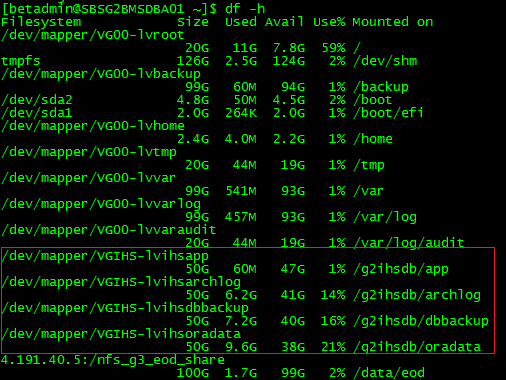 [betadmin@SBSG2BMSDBA01 ~]$ df -h
Filesystem Size Used Avail Use% Mounted on
/dev/mapper/VG00-lvroot
20G 11G 7.8G 59% /
tmpfs 126G 2.5G 124G 2% /dev/shm
/dev/mapper/VG00-lvbackup
99G 60M 94G 1% /backup
/dev/sda2 4.8G 50M 4.5G 2% /boot
/dev/sda1 2.0G 264K 2.0G 1% /boot/efi
/dev/mapper/VG00-lvhome
2.4G 4.0M 2.2G 1% /home
/dev/mapper/VG00-lvtmp
20G 44M 19G 1% /tmp
/dev/mapper/VG00-lvvar
99G 541M 93G 1% /var
/dev/mapper/VG00-lvvarlog
99G 457M 93G 1% /var/log
/dev/mapper/VG00-lvvaraudit
20G 44M 19G 1% /var/log/audit
/dev/mapper/VGIHS-lvihsapp
50G 60M 47G 1% /g2ihsdb/app
/dev/mapper/VGIHS-lvihsarchlog
50G 6.2G 41G 14% /g2ihsdb/archlog
/dev/mapper/VGIHS-lvihsdbbackup
50G 7.2G 40G 16% /g2ihsdb/dbbackup
/dev/mapper/VGIHS-lvihsoradata
50G 9.6G 38G 21% /g2ihsdb/oradata
4.191.40.5:/nfs_g3_eod_share
100G 1.7G 99G 2% /data/eod